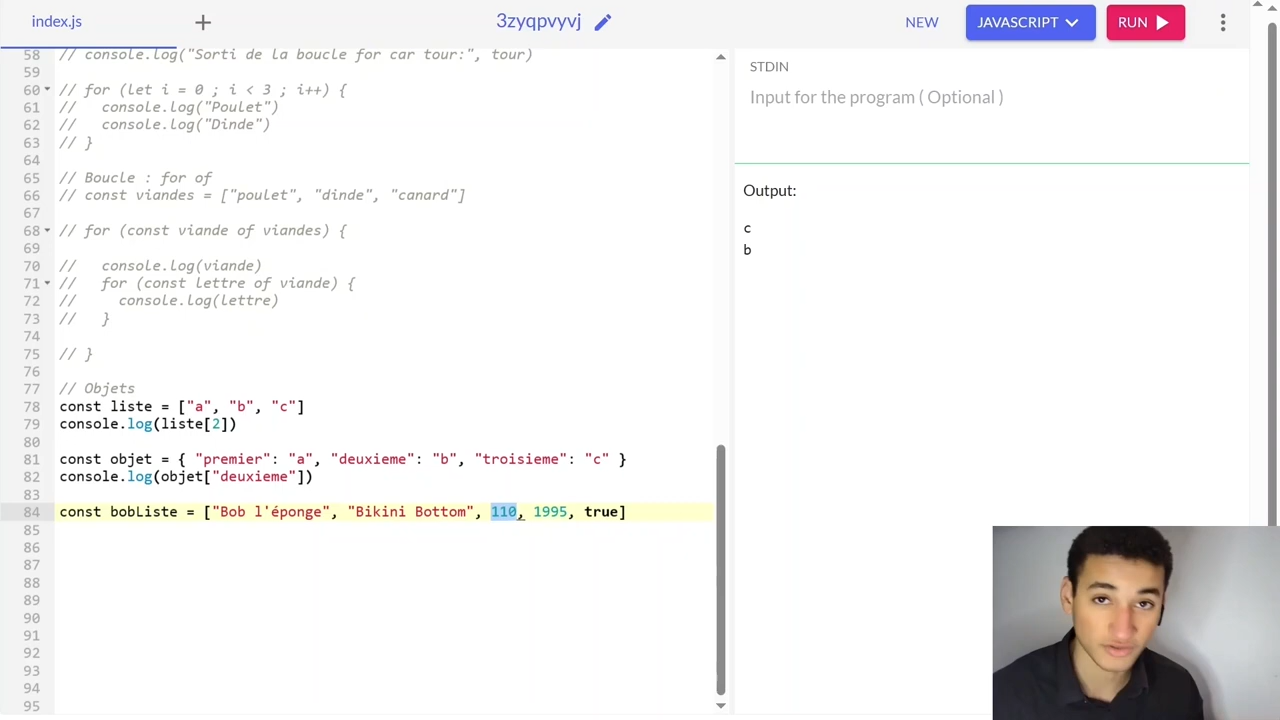 index.js
3zyqpvyvj
NEW
JAVASCRIPT
RUN
58 // console.log("Sorti de la boucle for car tour:", tour)
59
60 // for (let i = 0 ; i < 3 ; i++) {
61 //   console.log("Poulet")
62 //   console.log("Dinde")
63 // }
64
65 // Boucle : for of
66 // const viandes = ["poulet", "dinde", "canard"]
67
68 // for (const viande of viandes) {
69
70 //   console.log(viande)
71 //   for (const lettre of viande) {
72 //     console.log(lettre)
73 //   }
74
75 // }
76
77 // Objets
78 const liste = ["a", "b", "c"]
79 console.log(liste[2])
80
81 const objet = { "premier": "a", "deuxieme": "b", "troisieme": "c" }
82 console.log(objet["deuxieme"])
83
84 const bobListe = ["Bob l'éponge", "Bikini Bottom", 110, 1995, true]
85
86
87
88
89
90
91
92
93
94
95
STDIN
Input for the program ( Optional )
Output:
c
b